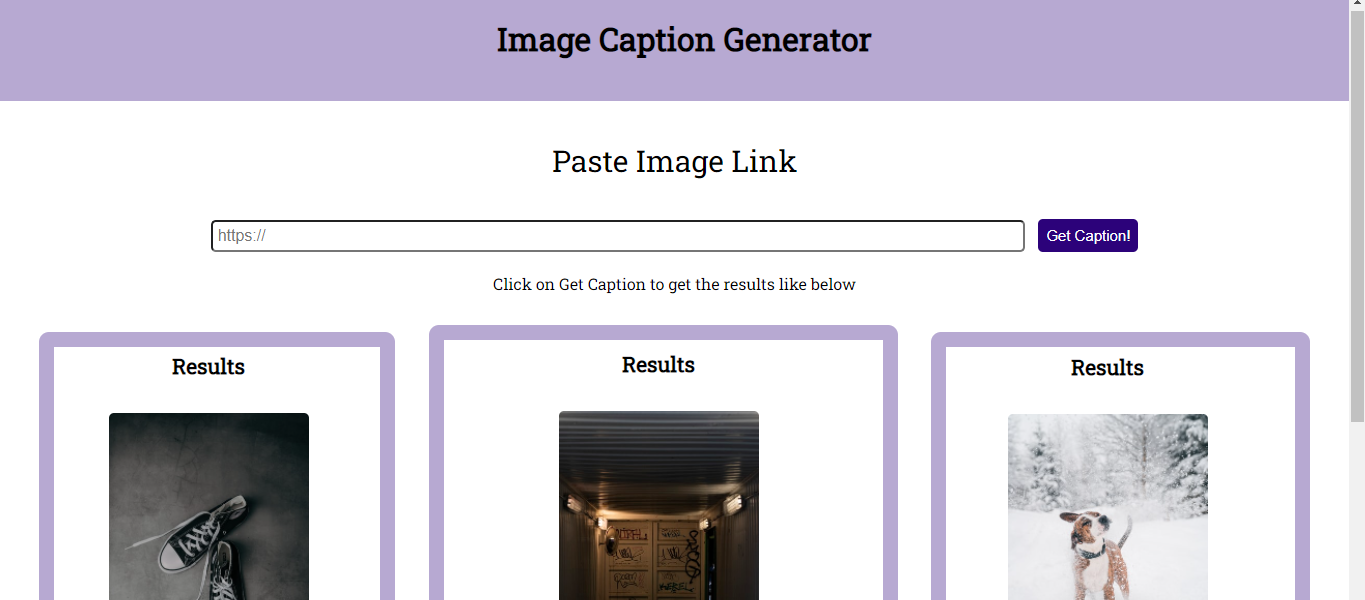 Image Caption Generator
Paste Image Link
https://
Get Caption!
Click on Get Caption to get the results like below
Results
Results
Results